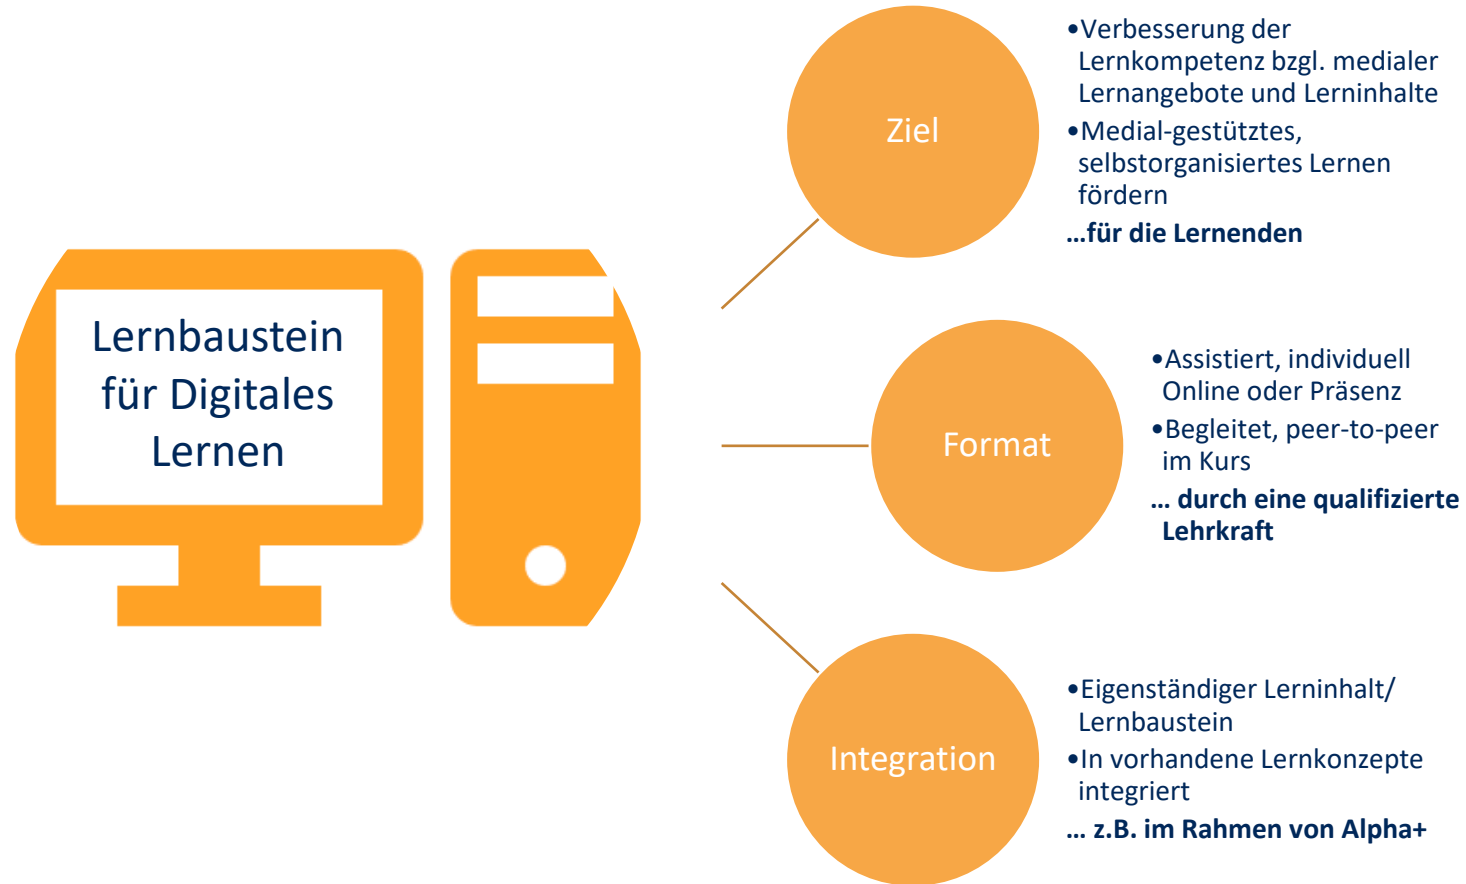 Lernbaustein
für Digitales
Lernen
Ziel
•Verbesserung der
Lernkompetenz bzgl. medialer
Lernangebote und Lerninhalte
•Medial-gestütztes,
selbstorganisiertes Lernen
fördern
…für die Lernenden
Format
•Assistiert, individuell
Online oder Präsenz
•Begleitet, peer-to-peer
im Kurs
… durch eine qualifizierte
Lehrkraft
Integration
•Eigenständiger Lerninhalt/
Lernbaustein
•In vorhandene Lernkonzepte
integriert
… z.B. im Rahmen von Alpha+